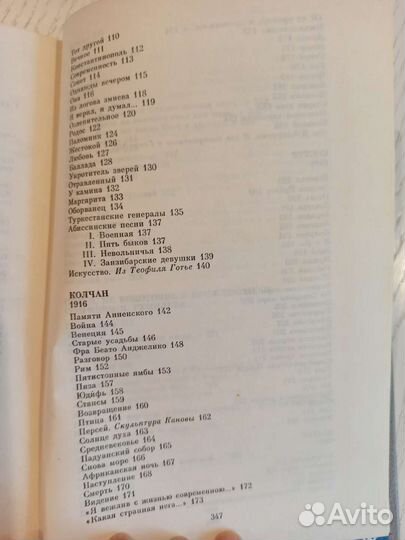 Тот другой 110
Вечное 111
Константинополь 112
Современность 113
Сонет 114
Однажды вечером 115
Она 116
Из логова змиева 118
Я верил, я думал... 119
Ослепительное 120
Родос 122
Паломник 124
Жестокой 126
Любовь 127
Баллада 128
Укротитель зверей 130
Отравленный 131
У камина 132
Маргарита 133
Оборванец 134
Туркестанские генералы 135
Абиссинские песни 137
I. Военная 137
II. Пять быков 137
III. Невольничья 138
IV. Занзибарские девушки 139
Искусство. Из Теофиля Готье 140
КОЛЧАН
1916
Памяти Анненского 142
Война 144
Венеция 145
Старые усадьбы 146
Фра Беато Анджелико 148
Разговор 150
Рим 152
Пятистопные ямбы 153
Пиза 157
Юдифь 158
Стансы 159
Возвращение 160
Птица 161
Персей. Скульптура Кановы 162
Солнце духа 163
Средневековье 164
Падуанский собор 165
Снова море 166
Африканская ночь 167
Наступление 168
Смерть 170
Видение 171
«Я вежлив с жизнью современною...» 172
«Какая странная нега...» 173
347
Avito